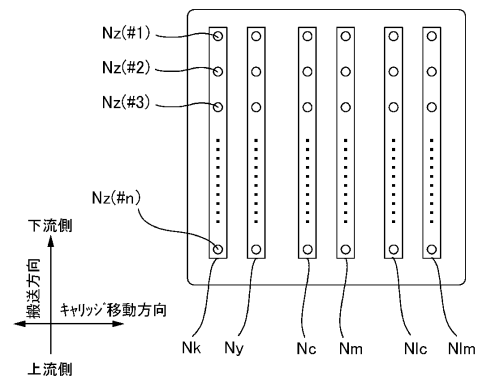 Nz(#1)
Nz(#2)
Nz(#3)
Nz(#n)
下流側
搬送方向
キャリッジ移動方向
上流側
Nk Ny Nc Nm Nlc Nlm